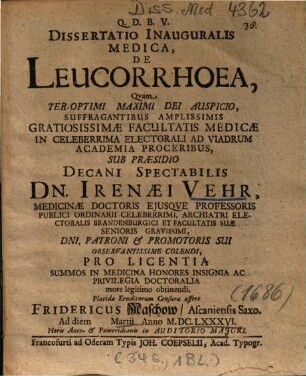 Diss. Med 4362
30.
Q. D. B. V.
DISSERTATIO INAUGURALIS
MEDICA,
DE
LEUCORRHOEA,
Qvam
TER-OPTIMI MAXIMI DEI AUSPICIO,
SUFFRAGANTIBUS AMPLISSIMIS
GRATIOSISSIMÆ FACULTATIS MEDICÆ
IN CELEBERRIMA ELECTORALI AD VIADRUM
ACADEMIA PROCERIBUS,
SUB PRÆSIDIO
DECANI SPECTABILIS
DN. IRENÆI VEHR,
MEDICINÆ DOCTORIS EJUSQVE PROFESSORIS
PUBLICI ORDINARII CELEBERRIMI, ARCHIATRI ELE-
CTORALIS BRANDENBURGICI ET FACULTATIS SUÆ
SENIORIS GRAVISSIMI,
DNI, PATRONI & PROMOTORIS SUI
OBSERVANTISSIME COLENDI,
PRO LICENTIA
SUMMOS IN MEDICINA HONORES INSIGNIA AC
PRIVILEGIA DOCTORALIA
more legitimo obtinendi,
Placidæ Eruditorum Censuræ offert
FRIDERICUS Maschow / Ascaniensis Saxo.
Ad diem Martii Anno M.DC.LXXXVI.
Horis Ante- & Pomeridianis in AUDITORIO MAJORI.
(1686)
Francofurti ad Oderam Typis JOH. COEPSELII, Acad. Typogr.